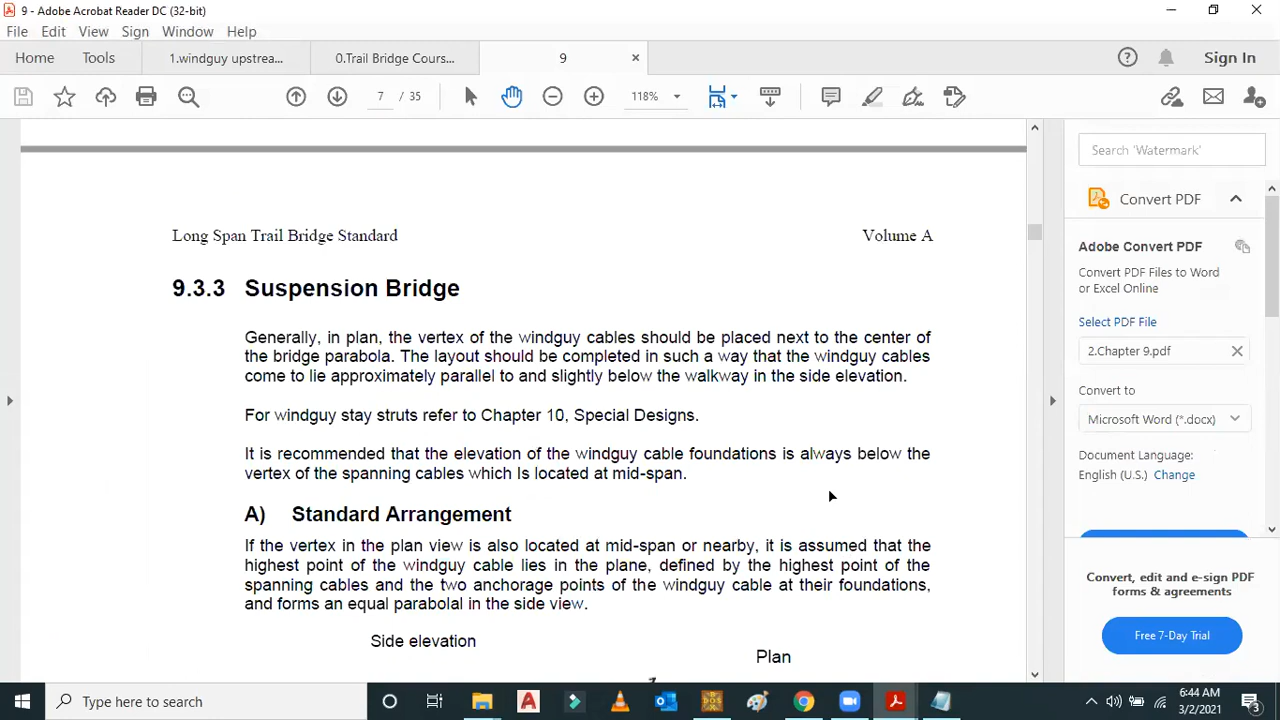 9 - Adobe Acrobat Reader DC (32-bit)
File Edit View Sign Window Help
Home Tools 1.windguy upstrea... 0.Trail Bridge Cours... 9 Sign In
7 / 35 118%
Long Span Trail Bridge Standard Volume A
9.3.3 Suspension Bridge
Generally, in plan, the vertex of the windguy cables should be placed next to the center of
the bridge parabola. The layout should be completed in such a way that the windguy cables
come to lie approximately parallel to and slightly below the walkway in the side elevation.
For windguy stay struts refer to Chapter 10, Special Designs.
It is recommended that the elevation of the windguy cable foundations is always below the
vertex of the spanning cables which Is located at mid-span.
A) Standard Arrangement
If the vertex in the plan view is also located at mid-span or nearby, it is assumed that the
highest point of the windguy cable lies in the plane, defined by the highest point of the
spanning cables and the two anchorage points of the windguy cable at their foundations,
and forms an equal parabolal in the side view.
Side elevation
Plan
Search 'Watermark'
Convert PDF
Adobe Convert PDF
Convert PDF Files to Word
or Excel Online
Select PDF File
2.Chapter 9.pdf
Convert to
Microsoft Word (*.docx)
Document Language:
English (U.S.) Change
Convert, edit and e-sign PDF
forms & agreements
Free 7-Day Trial
Type here to search
6:44 AM
3/2/2021
3